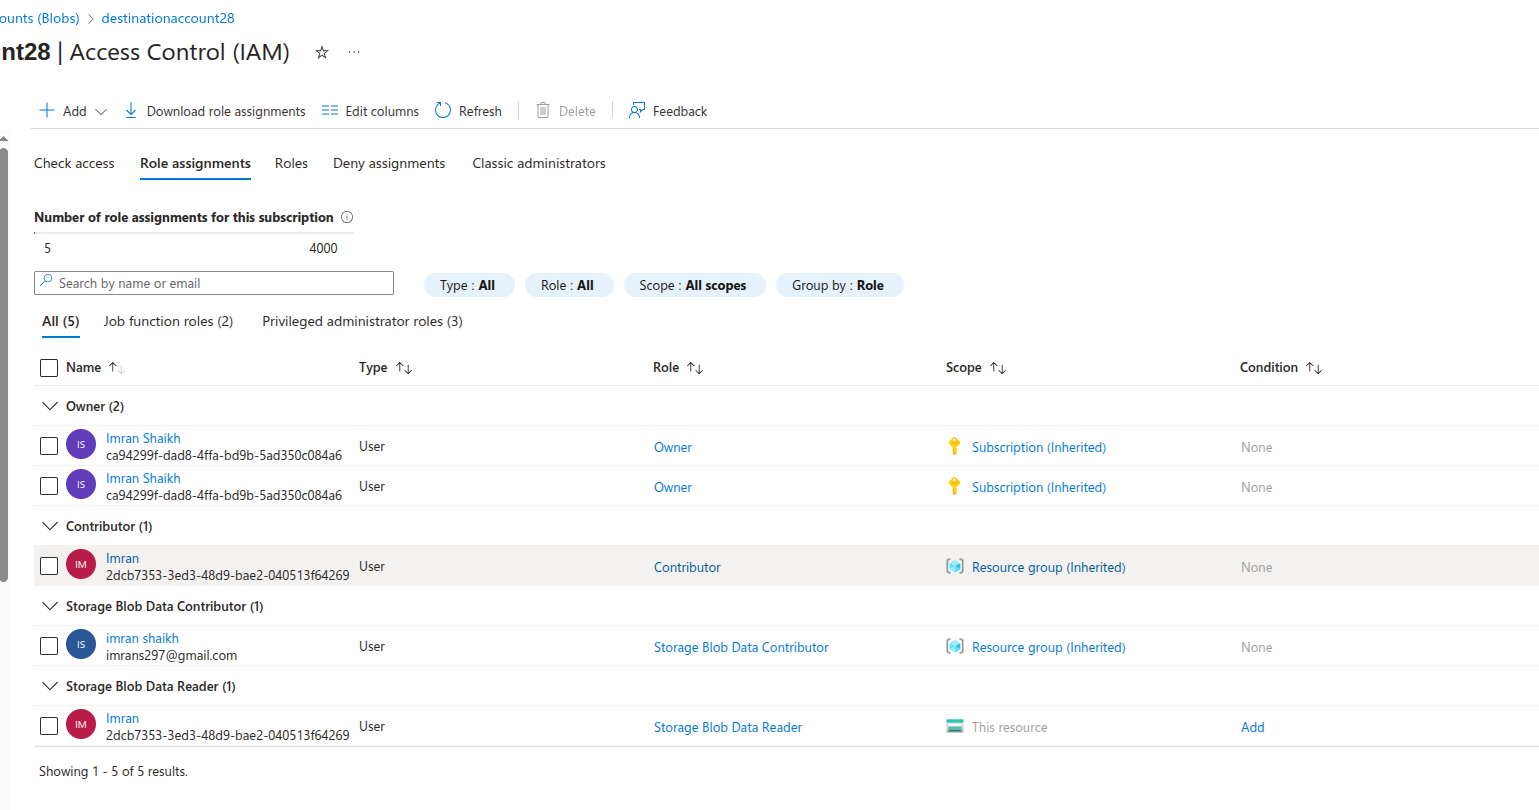 ounts (Blobs) > destinationaccount28
nt28 | Access Control (IAM) ☆ ...
Add Download role assignments Edit columns Refresh Delete Feedback
Check access Role assignments Roles Deny assignments Classic administrators
Number of role assignments for this subscription
5 4000
Search by name or email Type : All Role : All Scope : All scopes Group by : Role
All (5) Job function roles (2) Privileged administrator roles (3)
Name ↑↓ Type ↑↓ Role ↑↓ Scope ↑↓ Condition ↑↓
Owner (2)
IS Imran Shaikh
ca94299f-dad8-4ffa-bd9b-5ad350c084a6 User Owner Subscription (Inherited) None
IS Imran Shaikh
ca94299f-dad8-4ffa-bd9b-5ad350c084a6 User Owner Subscription (Inherited) None
Contributor (1)
IM Imran
2dcb7353-3ed3-48d9-bae2-040513f64269 User Contributor Resource group (Inherited) None
Storage Blob Data Contributor (1)
IS imran shaikh
imrans297@gmail.com User Storage Blob Data Contributor Resource group (Inherited) None
Storage Blob Data Reader (1)
IM Imran
2dcb7353-3ed3-48d9-bae2-040513f64269 User Storage Blob Data Reader This resource Add
Showing 1 - 5 of 5 results.